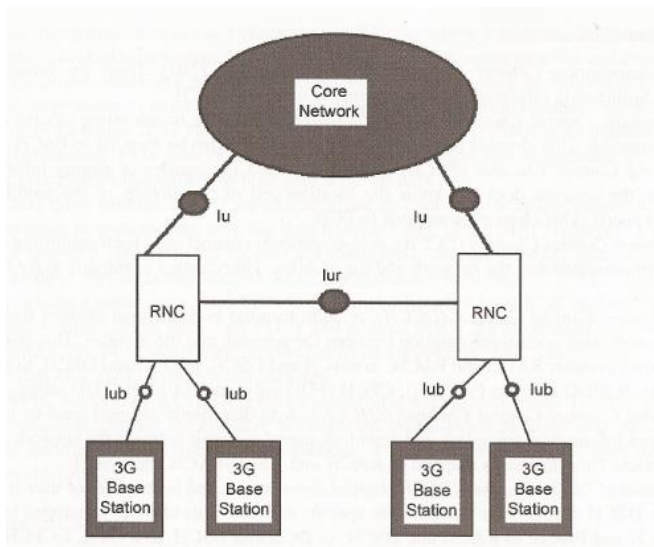 Core
Network
Iu
Iu
Iur
RNC
RNC
Iub
Iub
Iub
Iub
3G
Base
Station
3G
Base
Station
3G
Base
Station
3G
Base
Station